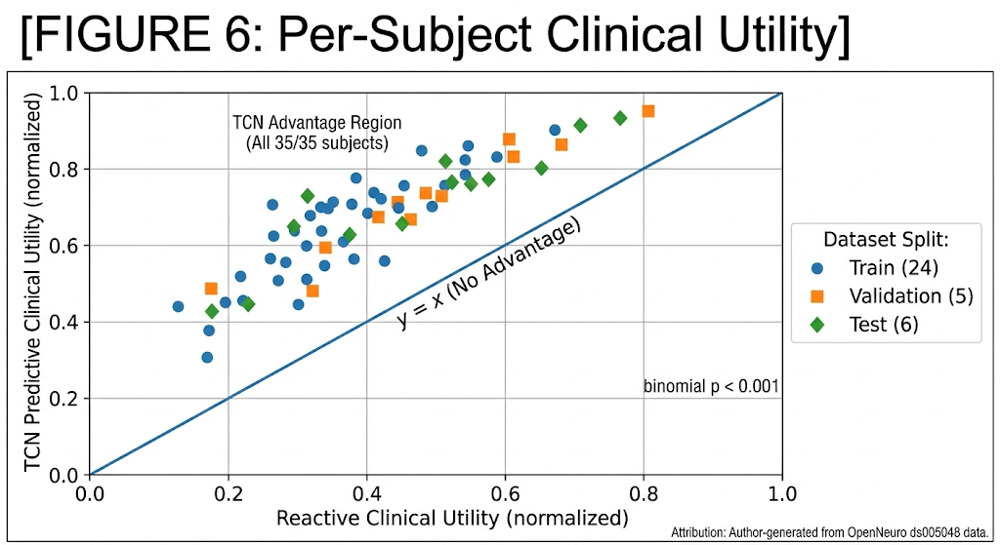 [FIGURE 6: Per-Subject Clinical Utility]
TCN Predictive Clinical Utility (normalized)
1.0
0.8
0.6
0.4
0.2
0.0
TCN Advantage Region
(All 35/35 subjects)
y = x (No Advantage)
binomial p < 0.001
0.0 0.2 0.4 0.6 0.8 1.0
Reactive Clinical Utility (normalized)
Dataset Split:
Train (24)
Validation (5)
Test (6)
Attribution: Author-generated from OpenNeuro ds005048 data.